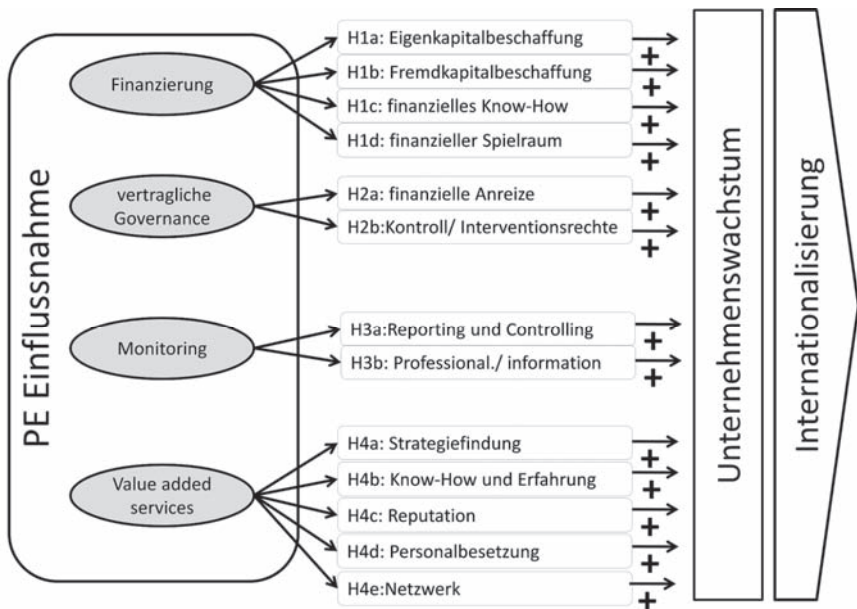 PE Einflussnahme
Finanzierung
H1a: Eigenkapitalbeschaffung
+
H1b: Fremdkapitalbeschaffung
+
H1c: finanzielles Know-How
+
H1d: finanzieller Spielraum
+
vertragliche
Governance
H2a: finanzielle Anreize
+
H2b:Kontroll/ Interventionsrechte
+
Monitoring
H3a:Reporting und Controlling
+
H3b: Professional./ information
+
Value added
services
H4a: Strategiefindung
+
H4b: Know-How und Erfahrung
+
H4c: Reputation
+
H4d: Personalbesetzung
+
H4e:Netzwerk
+
Unternehmenswachstum
Internationalisierung